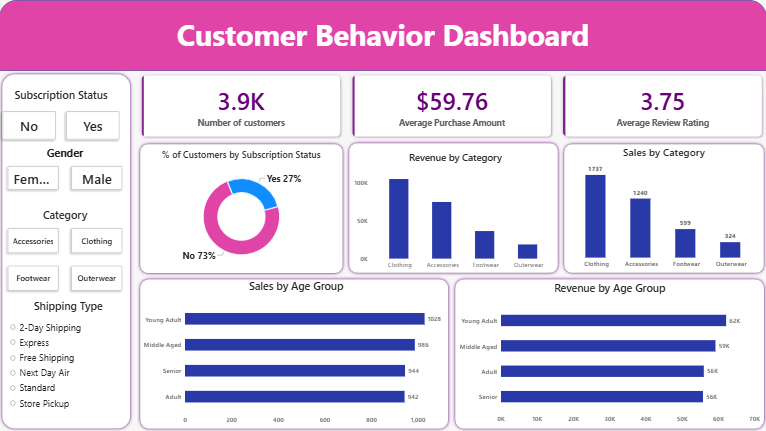 Customer Behavior Dashboard
Subscription Status
No
Yes
Gender
Fem...
Male
Category
Accessories
Clothing
Footwear
Outerwear
Shipping Type
2-Day Shipping
Express
Free Shipping
Next Day Air
Standard
Store Pickup
3.9K
Number of customers
$59.76
Average Purchase Amount
3.75
Average Review Rating
% of Customers by Subscription Status
Yes 27%
No 73%
Revenue by Category
100K
50K
0K
Clothing
Accessories
Footwear
Outerwear
Sales by Category
1737
1240
599
324
Clothing
Accessories
Footwear
Outerwear
Sales by Age Group
Young Adult
1028
Middle Aged
986
Senior
944
Adult
942
0
200
400
600
800
1,000
Revenue by Age Group
Young Adult
62K
Middle Aged
59K
Adult
56K
Senior
56K
0K
10K
20K
30K
40K
50K
60K
70K